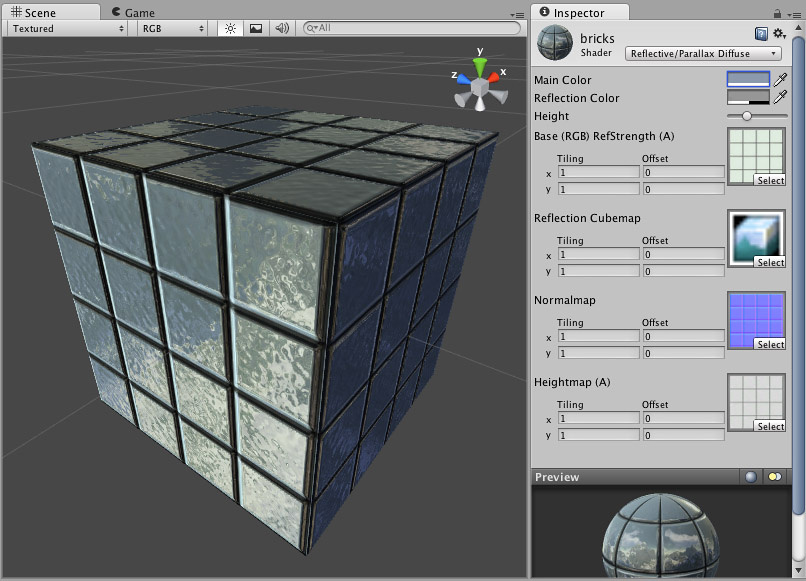 Scene
Game
Textured
RGB
All
y
x
z
Inspector
bricks
Shader
Reflective/Parallax Diffuse
Main Color
Reflection Color
Height
Base (RGB) RefStrength (A)
Tiling Offset
x 1 0
y 1 0
Select
Reflection Cubemap
Tiling Offset
x 1 0
y 1 0
Select
Normalmap
Tiling Offset
x 1 0
y 1 0
Select
Heightmap (A)
Tiling Offset
x 1 0
y 1 0
Select
Preview